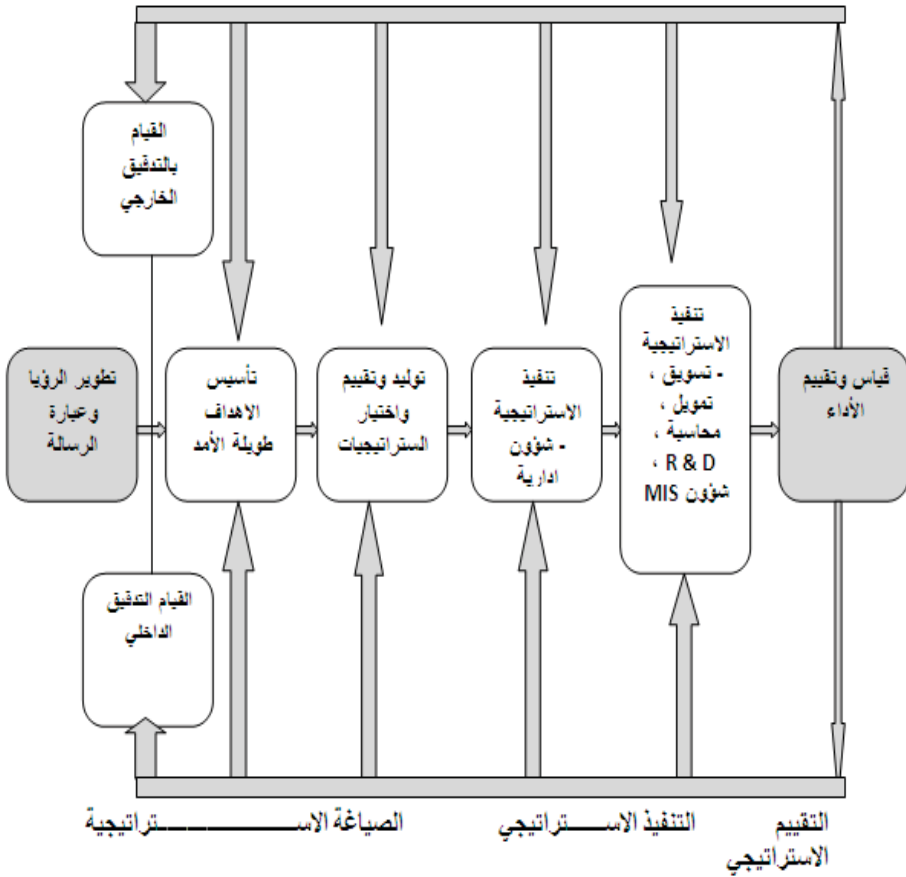 القيام
بالتدقيق
الخارجي
تطوير الرؤيا
وعبارة
الرسالة
تأسيس
الاهداف
طويلة الأمد
توليد وتقييم
واختيار
الستراتيجيات
تنفيذ
الاستراتيجية
- شؤون
ادارية
تنفيذ
الاستراتيجية
- تسويق ،
تمويل ،
محاسبة ،
R & D ،
شؤون MIS
قياس وتقييم
الأداء
القيام التدقيق
الداخلي
الصياغة الاســـــــــــــــــتراتيجية
التنفيذ الاســـــتراتيجي
التقييم
الاستراتيجي